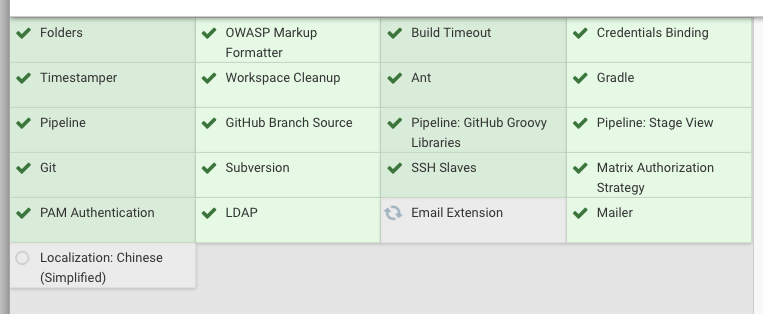 Folders
OWASP Markup
Formatter
Build Timeout
Credentials Binding
Timestamper
Workspace Cleanup
Ant
Gradle
Pipeline
GitHub Branch Source
Pipeline: GitHub Groovy
Libraries
Pipeline: Stage View
Git
Subversion
SSH Slaves
Matrix Authorization
Strategy
PAM Authentication
LDAP
Email Extension
Mailer
Localization: Chinese
(Simplified)